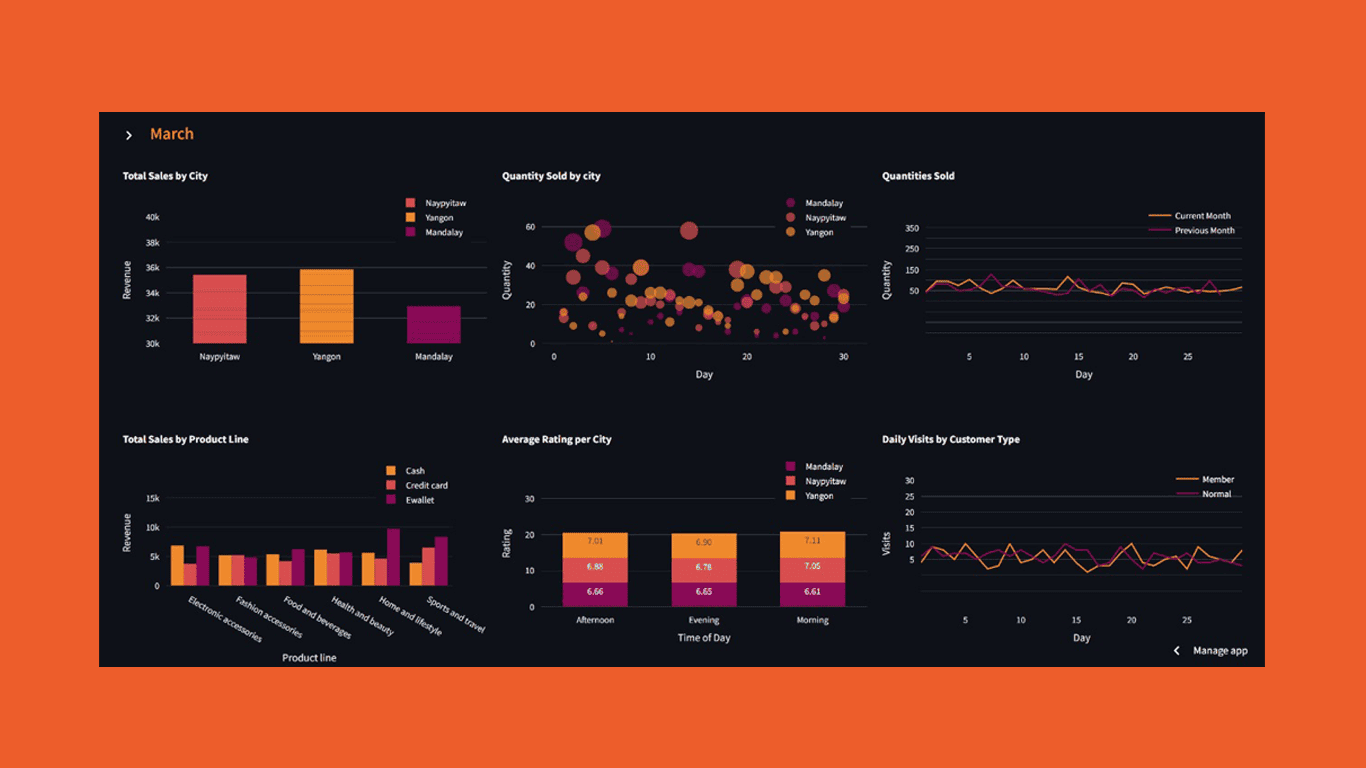 March
Total Sales by City
Naypyitaw
Yangon
Mandalay
40k
38k
36k
34k
32k
30k
Revenue
Naypyitaw
Yangon
Mandalay
Quantity Sold by city
Mandalay
Naypyitaw
Yangon
60
40
20
0
Quantity
0
10
20
30
Day
Quantities Sold
Current Month
Previous Month
350
250
150
50
Quantity
5
10
15
20
25
Day
Total Sales by Product Line
Cash
Credit card
Ewallet
15k
10k
5k
0
Revenue
Electronic accessories
Fashion accessories
Food and beverages
Health and beauty
Home and lifestyle
Sports and travel
Product line
Average Rating per City
Mandalay
Naypyitaw
Yangon
30
20
10
0
Rating
7.01
6.90
7.11
6.88
6.78
7.05
6.66
6.65
6.61
Afternoon
Evening
Morning
Time of Day
Daily Visits by Customer Type
Member
Normal
30
25
20
15
10
5
Visits
5
10
15
20
25
Day
Manage app